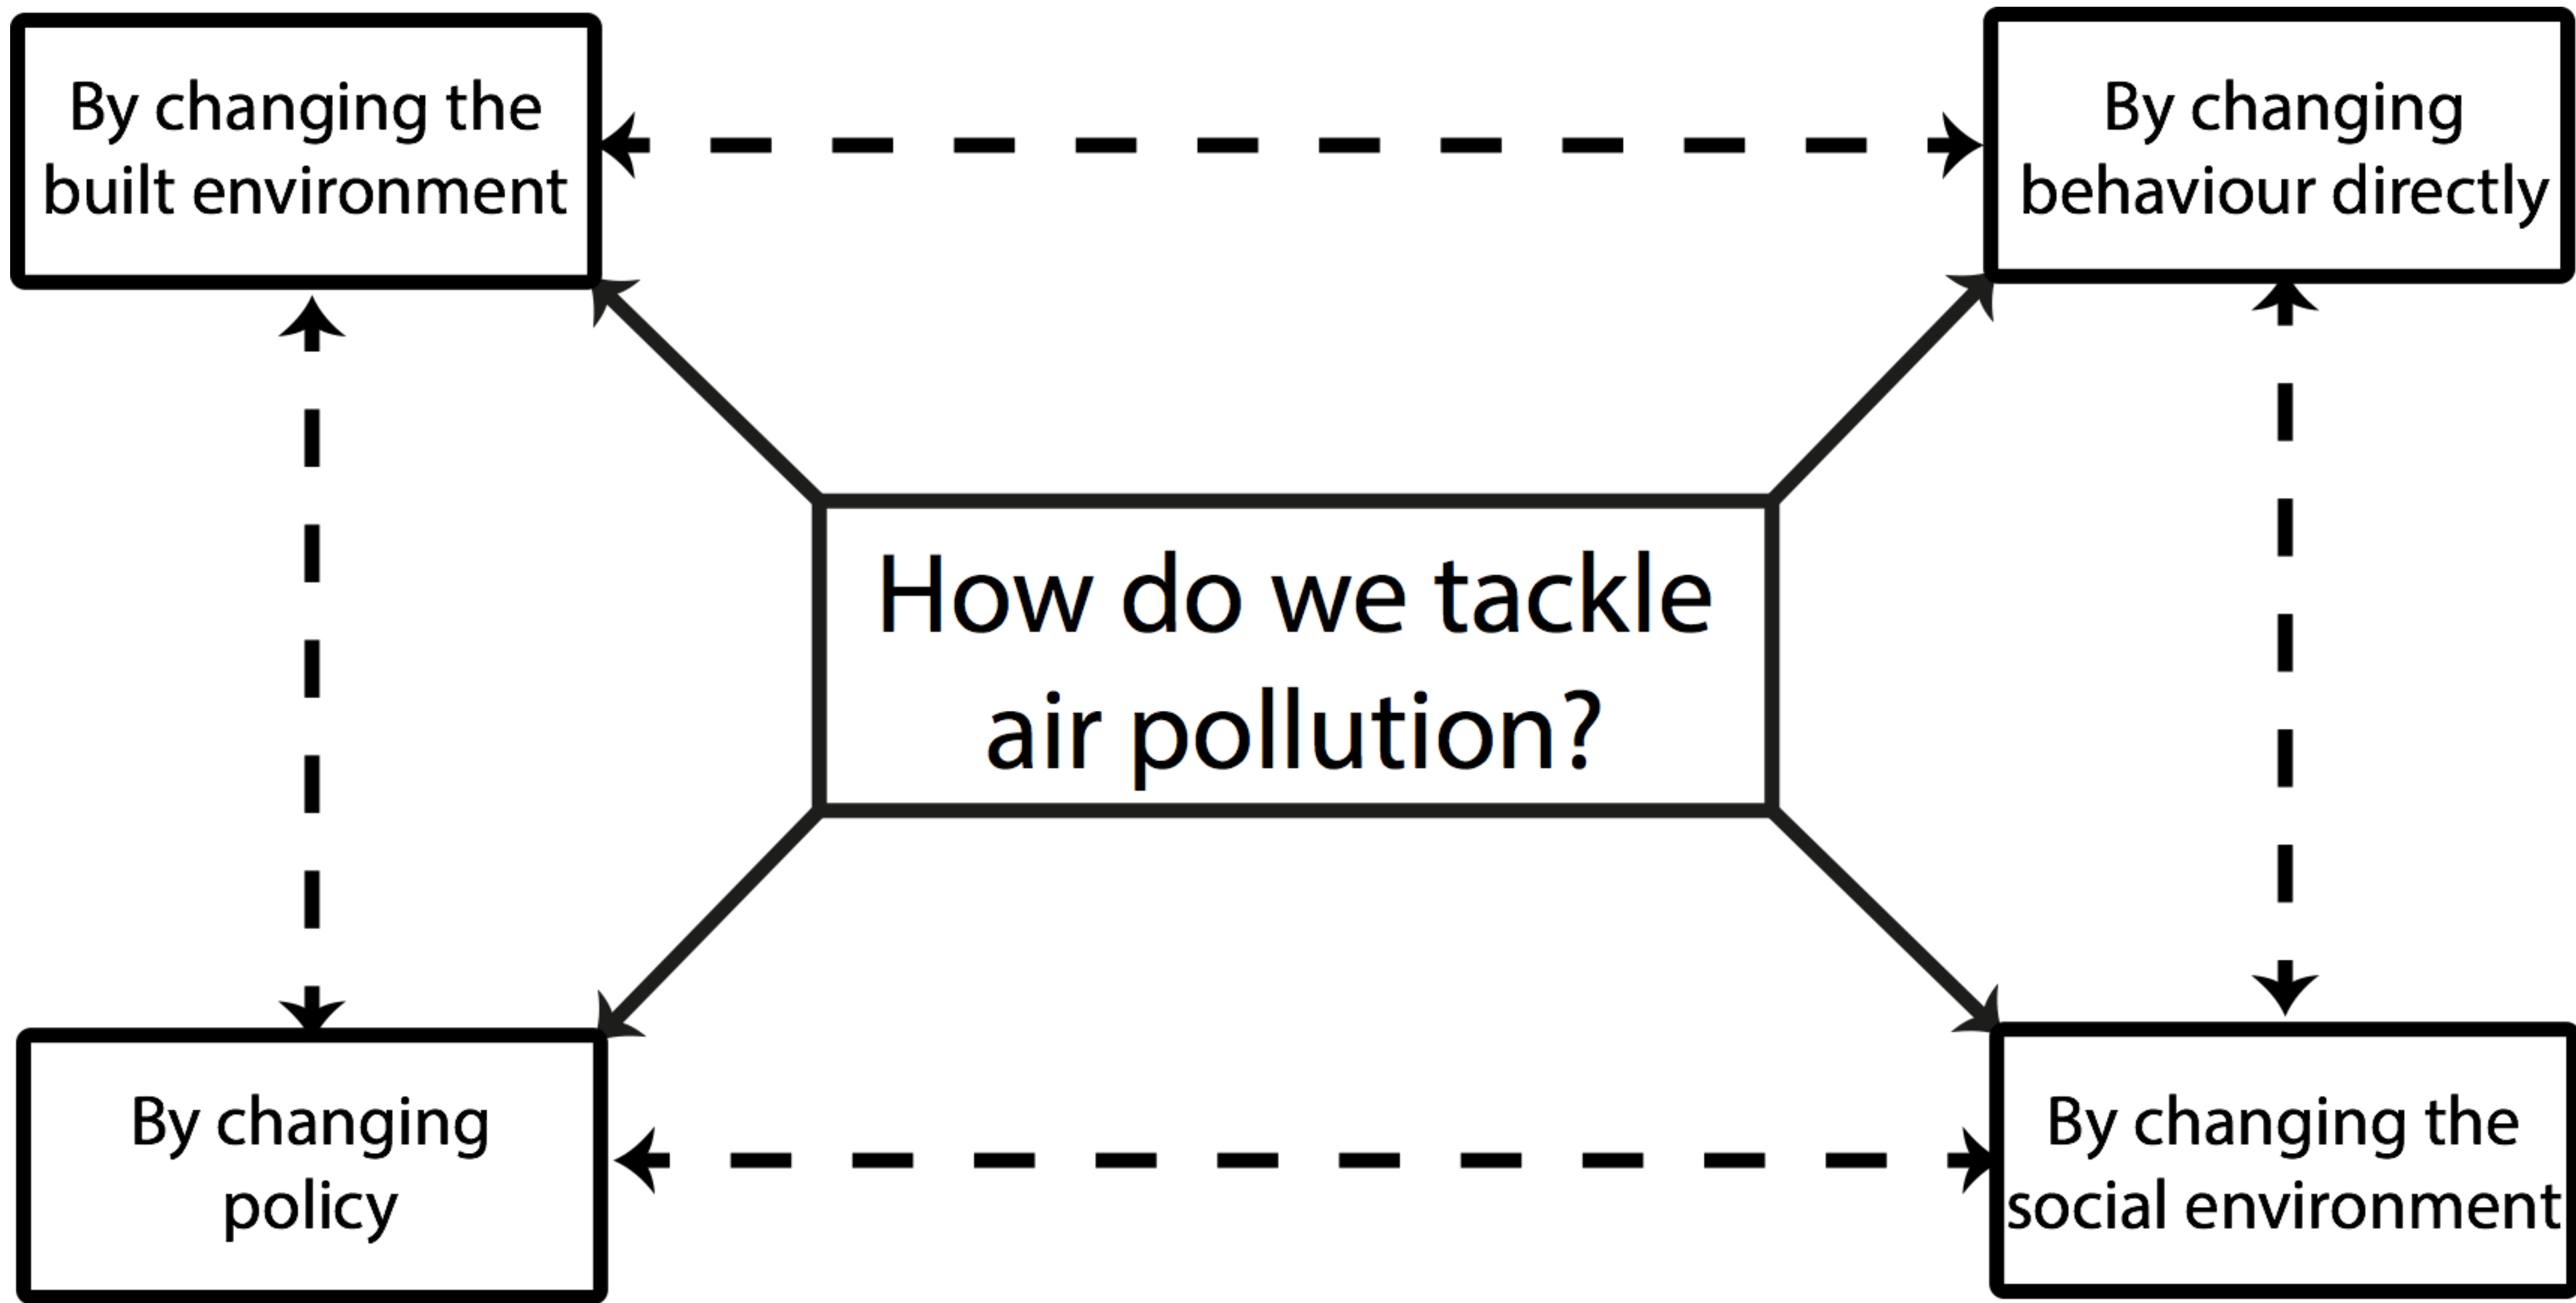 By changing the
built environment
By changing
behaviour directly
How do we tackle
air pollution?
By changing
policy
By changing the
social environment